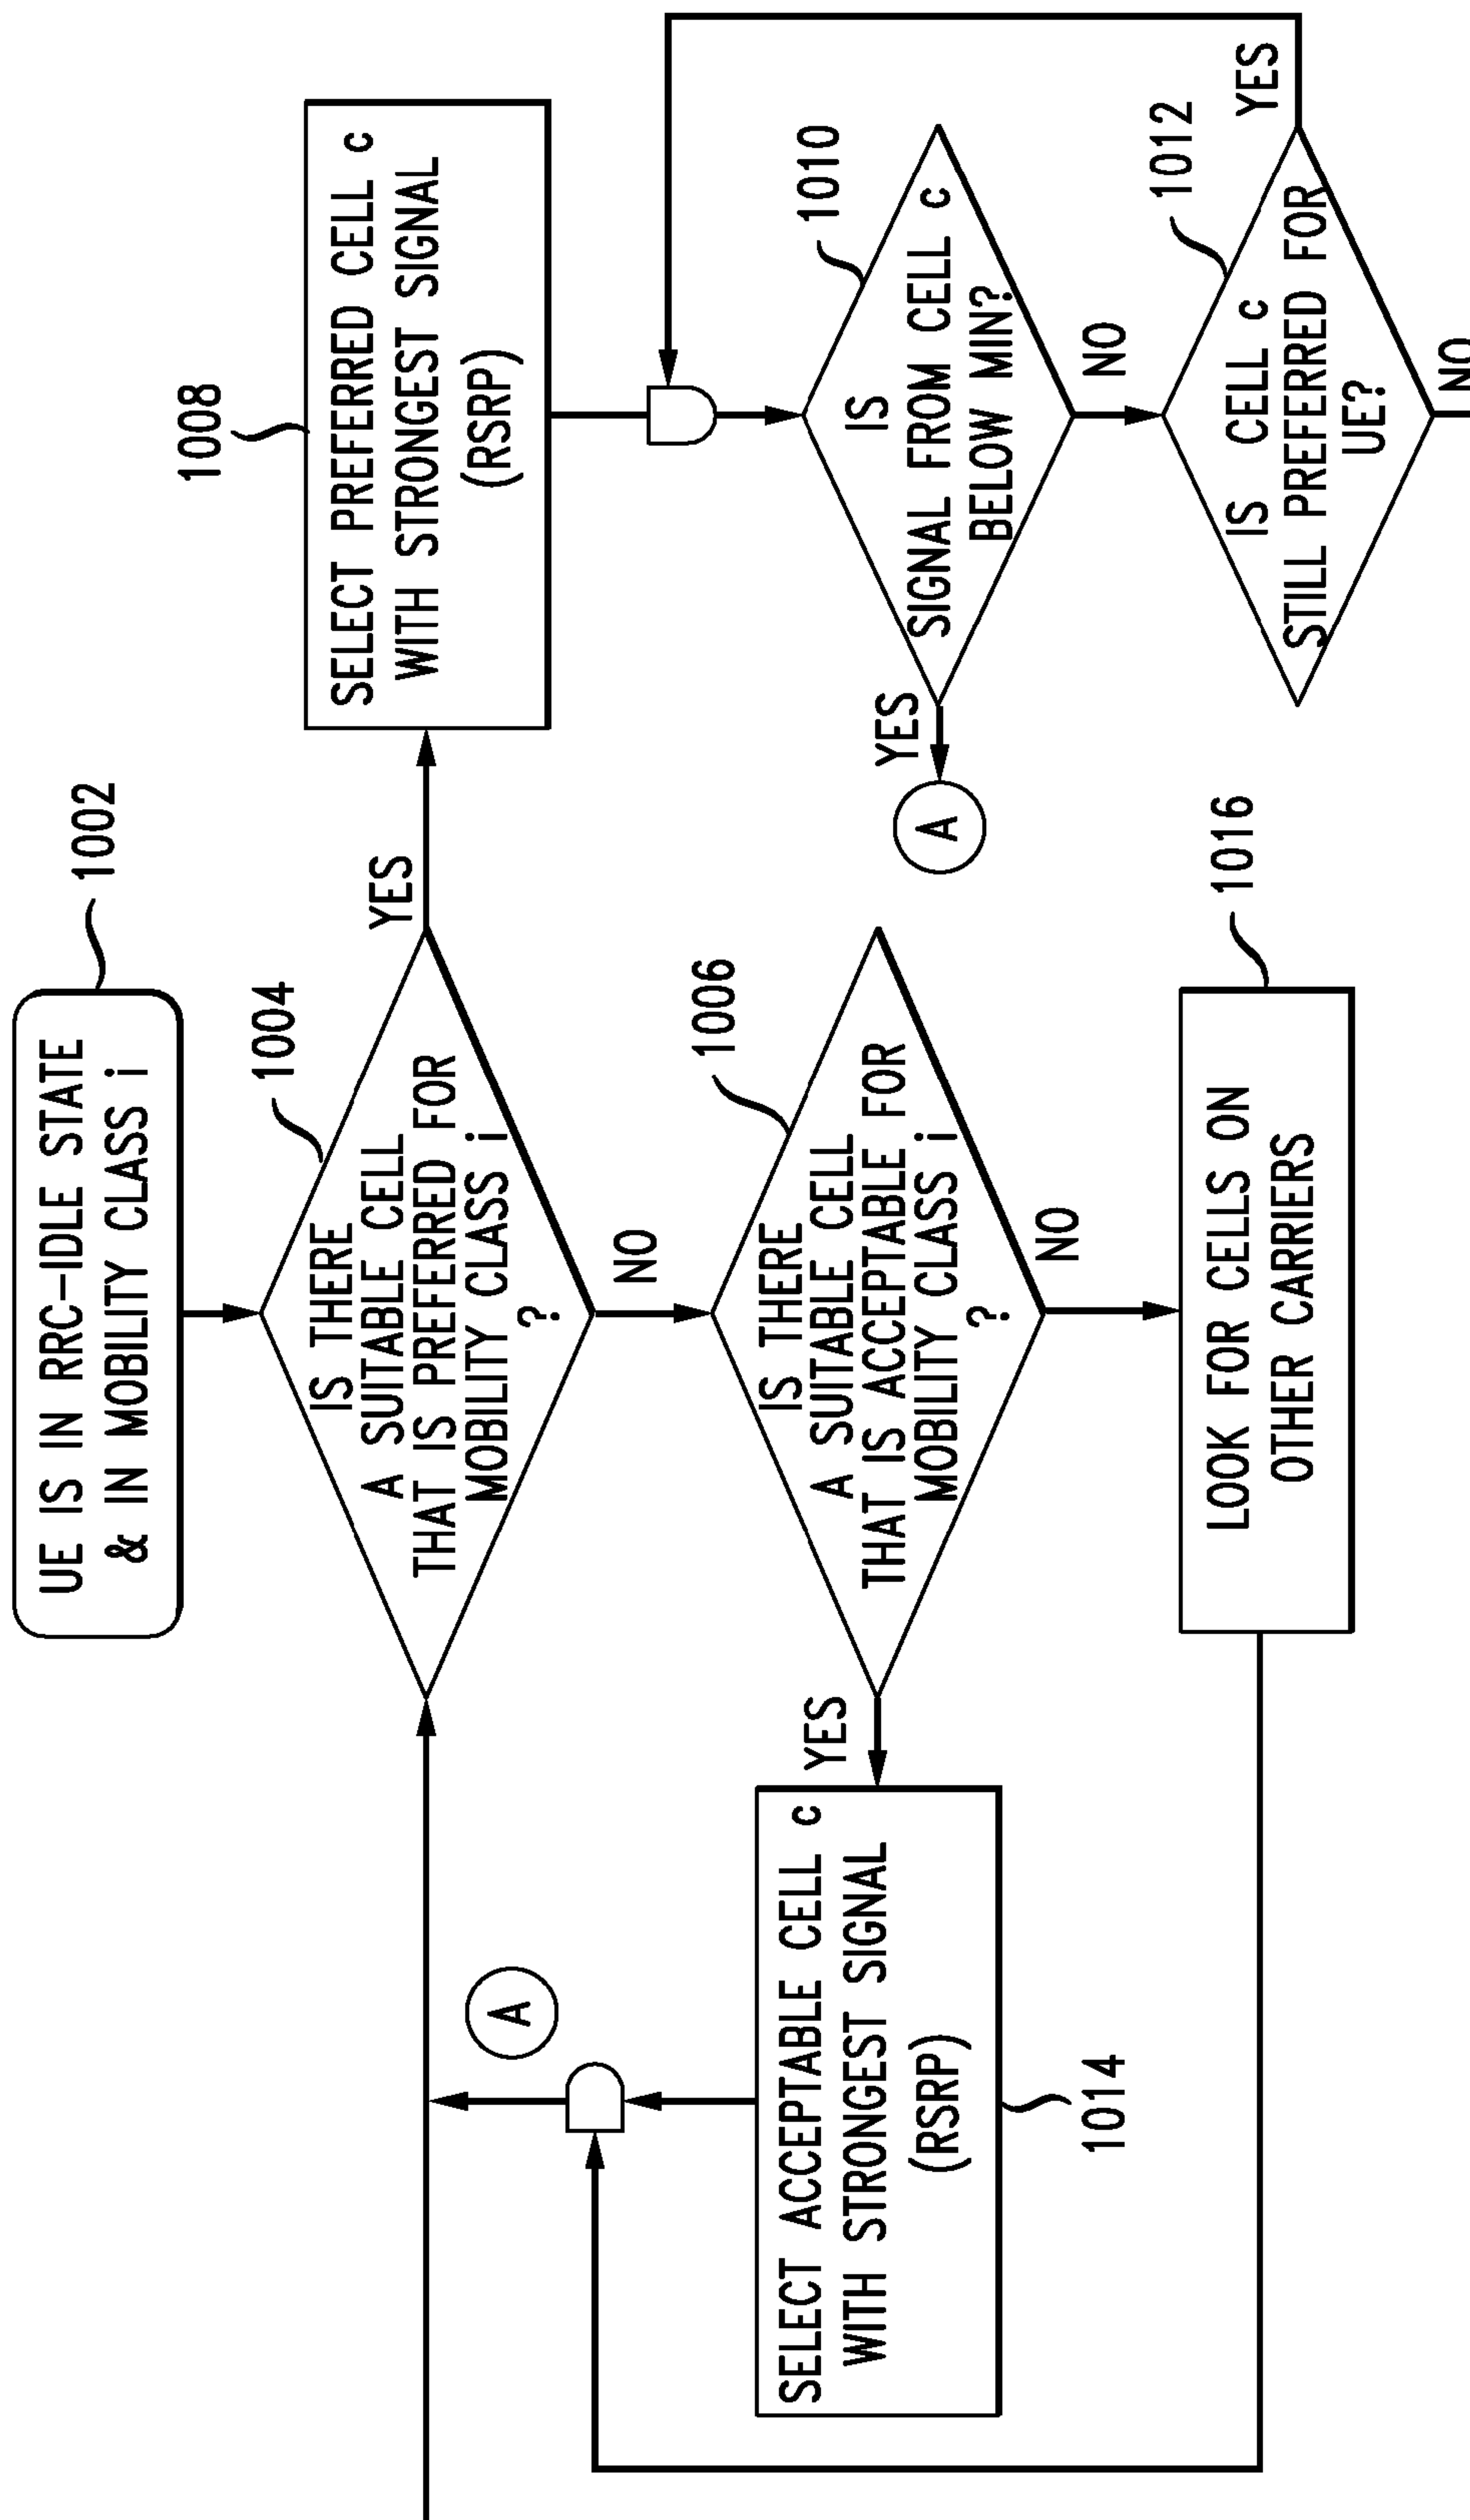 1002
UE IS IN RRC-IDLE STATE
& IN MOBILITY CLASS i
1004
IS THERE
A SUITABLE CELL
THAT IS PREFERRED FOR
MOBILITY CLASS i
?
YES
NO
1008
SELECT PREFERRED CELL c
WITH STRONGEST SIGNAL
(RSRP)
1006
IS THERE
A SUITABLE CELL
THAT IS ACCEPTABLE FOR
MOBILITY CLASS i
?
YES
NO
A
SELECT ACCEPTABLE CELL c
WITH STRONGEST SIGNAL
(RSRP)
1014
1010
IS
SIGNAL FROM CELL c
BELOW MIN?
YES
A
NO
1016
LOOK FOR CELLS ON
OTHER CARRIERS
1012
IS CELL c
STILL PREFERRED FOR
UE?
YES
NO